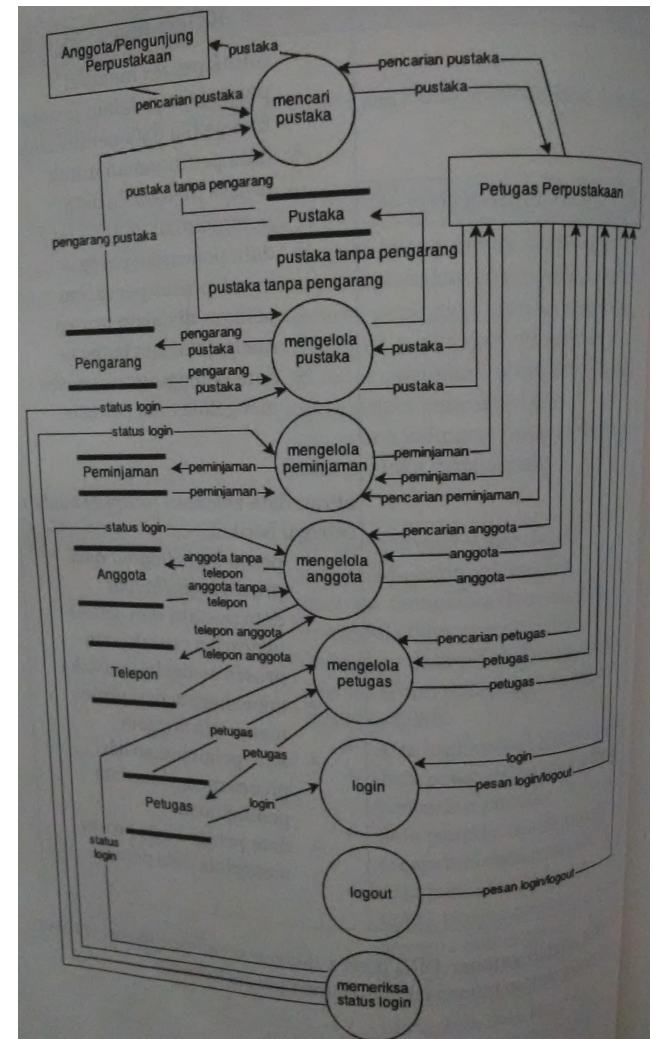 Anggota/Pengunjung
Perpustakaan
pustaka
pencarian pustaka
mencari
pustaka
pencarian pustaka
pustaka
Petugas Perpustakaan
pustaka tanpa pengarang
Pustaka
pengarang pustaka
pustaka tanpa pengarang
pustaka tanpa pengarang
Pengarang
pengarang
pustaka
pengarang
pustaka
mengelola
pustaka
pustaka
pustaka
status login
status login
Peminjaman
peminjaman
peminjaman
mengelola
peminjaman
peminjaman
peminjaman
pencarian peminjaman
status login
Anggota
anggota tanpa
telepon
anggota tanpa
telepon
mengelola
anggota
pencarian anggota
anggota
anggota
Telepon
telepon anggota
telepon anggota
mengelola
petugas
pencarian petugas
petugas
petugas
petugas
petugas
Petugas
login
login
login
pesan login/logout
status
login
logout
pesan login/logout
memeriksa
status login